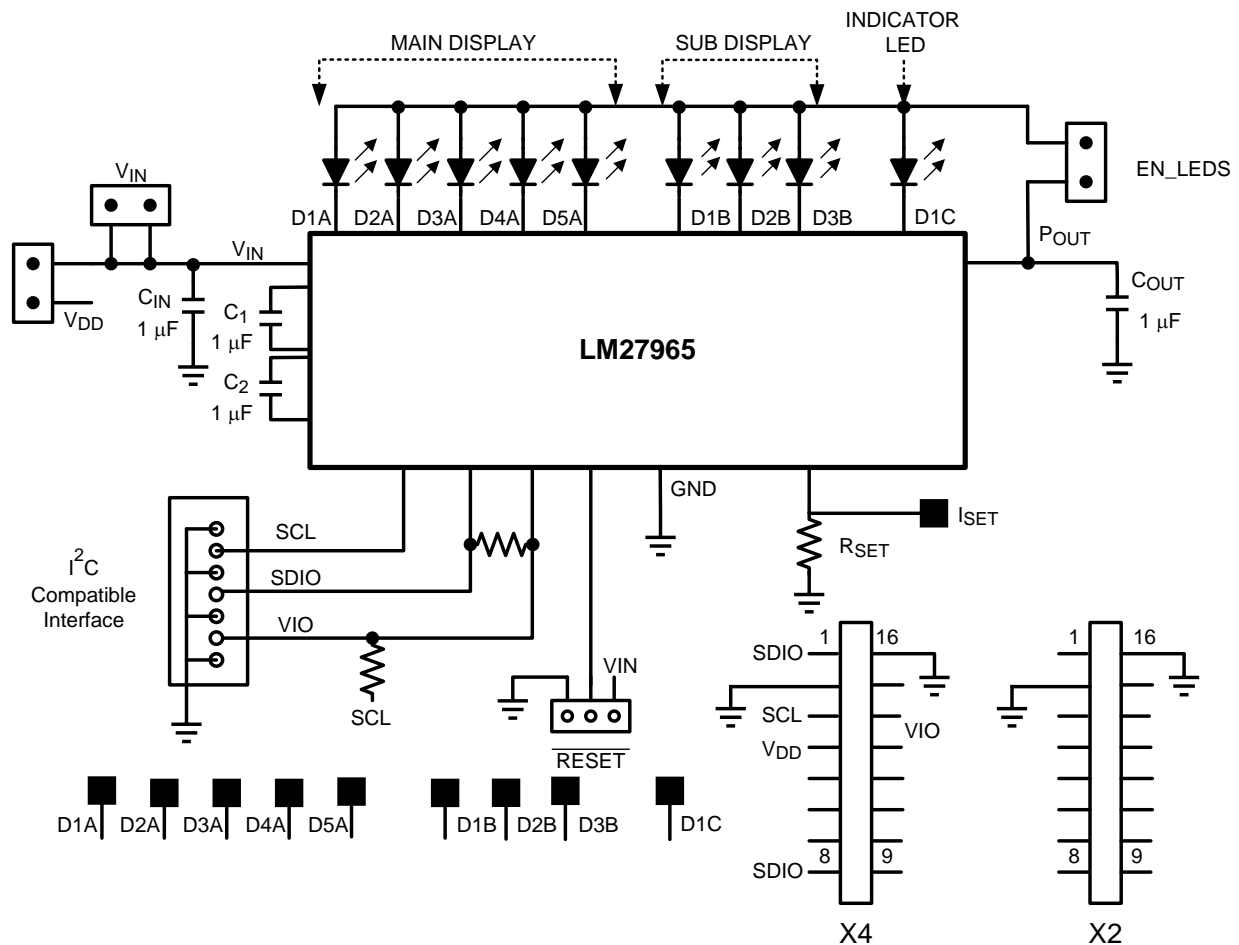 INDICATOR
LED
MAIN DISPLAY
SUB DISPLAY
EN_LEDS
VIN
D1A
D2A
D3A
D4A
D5A
D1B
D2B
D3B
D1C
POUT
VIN
VDD
CIN
1 μF
C1
1 μF
C2
1 μF
COUT
1 μF
LM27965
GND
ISET
RSET
I2C
Compatible
Interface
SCL
SDIO
VIO
SCL
VIN
RESET
D1A
D2A
D3A
D4A
D5A
D1B
D2B
D3B
D1C
1
16
SDIO
SCL
VIO
VDD
8
9
SDIO
X4
1
16
8
9
X2